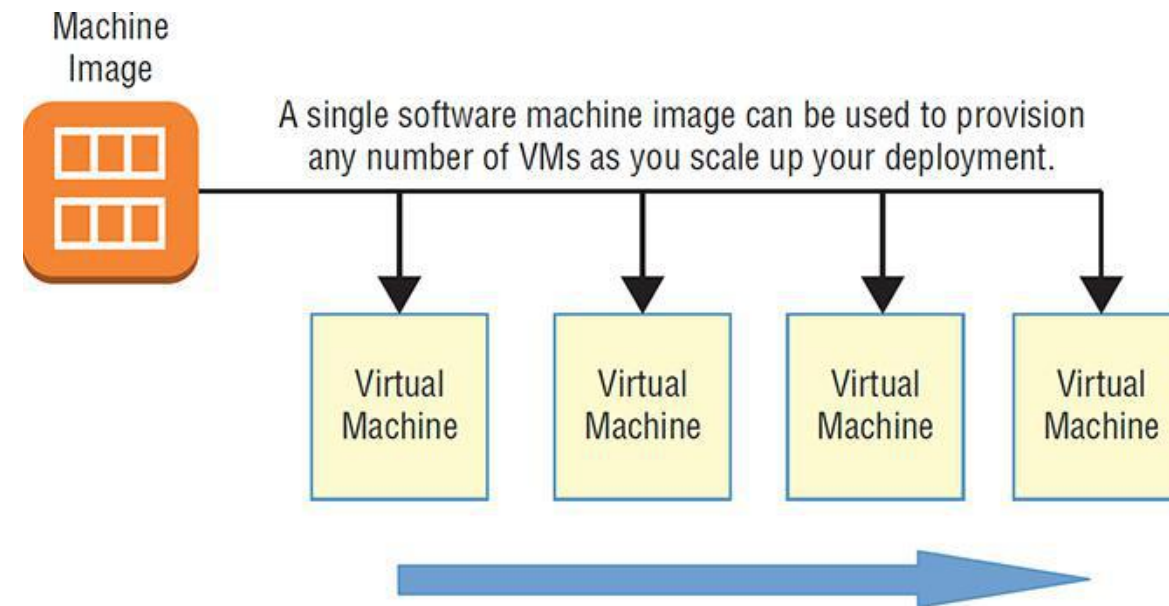 Machine
Image
A single software machine image can be used to provision
any number of VMs as you scale up your deployment.
Virtual
Machine
Virtual
Machine
Virtual
Machine
Virtual
Machine